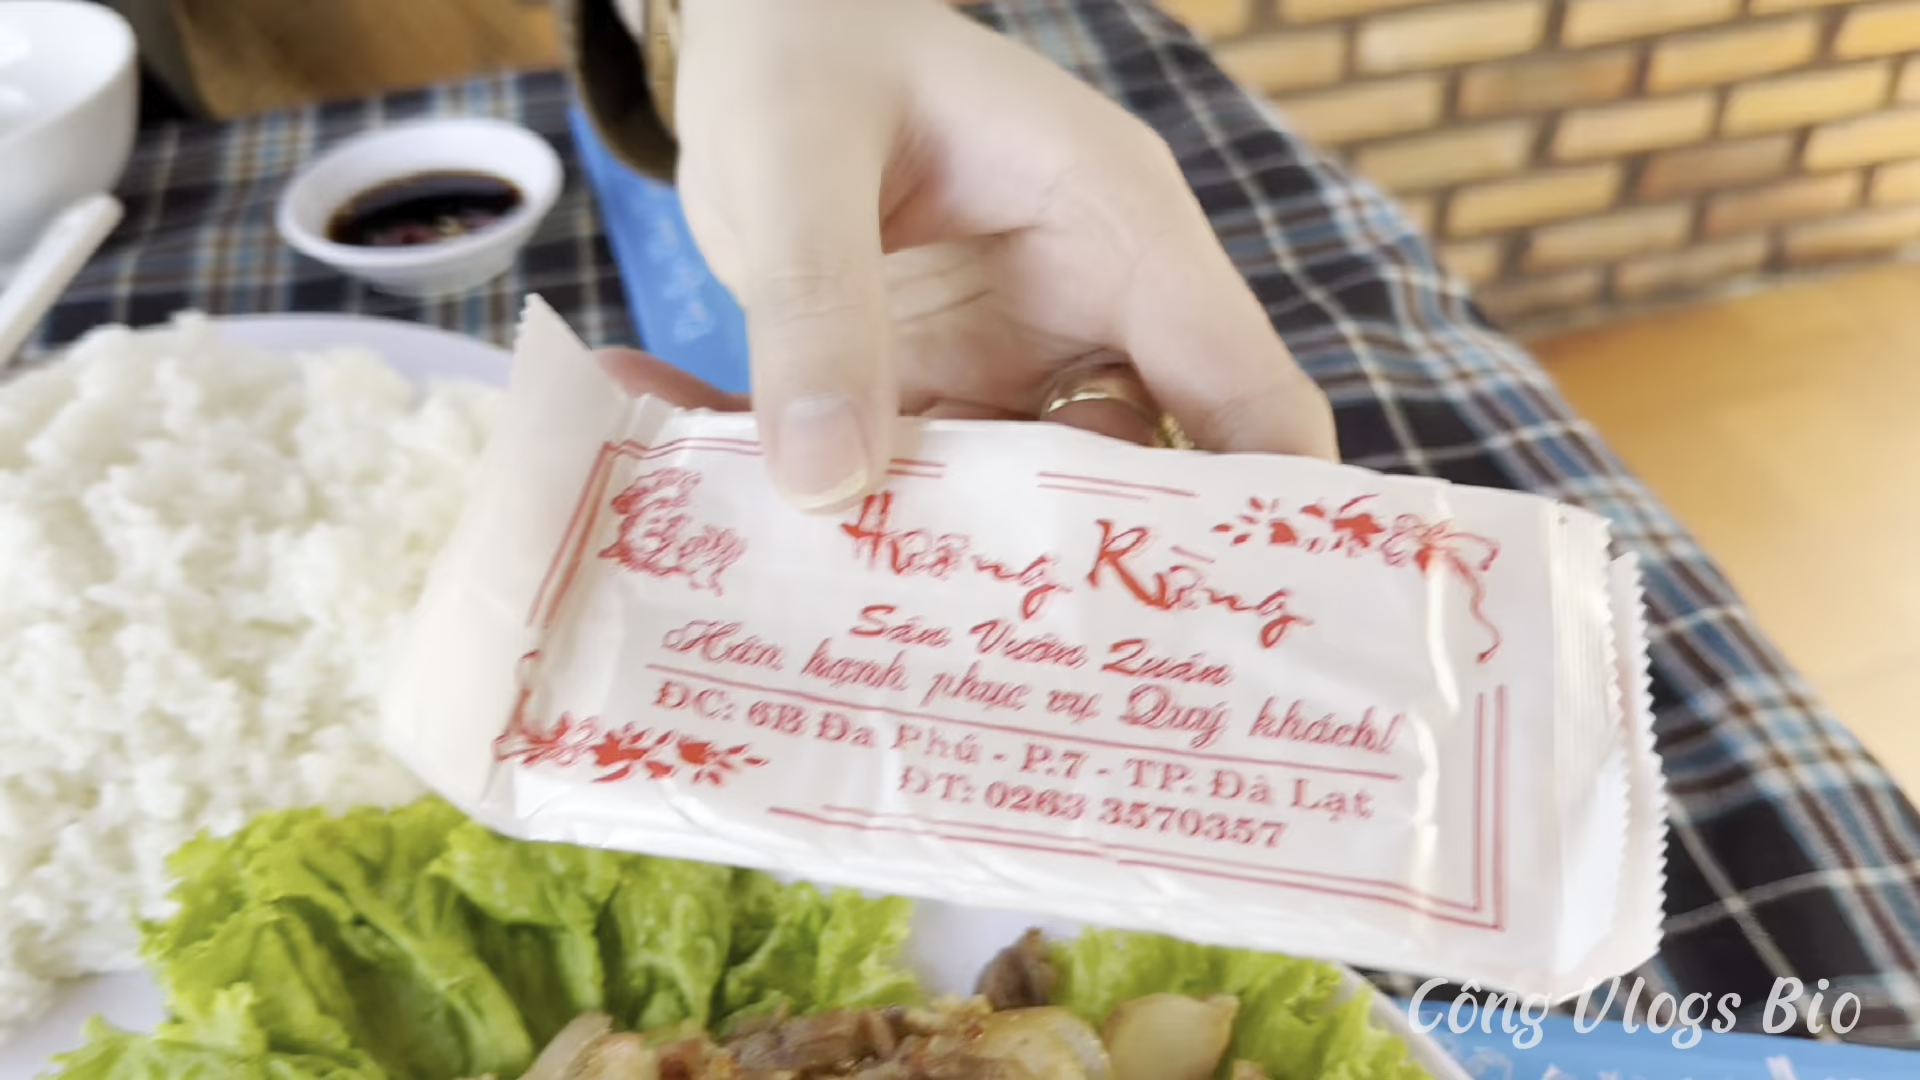 Hương Rừng
Sân Vườn Quán
Hân hạnh phục vụ Quý khách!
ĐC: 6B Đa Phú - P.7 - TP. Đà Lạt
ĐT: 0263 3570357
Công Vlogs Bio